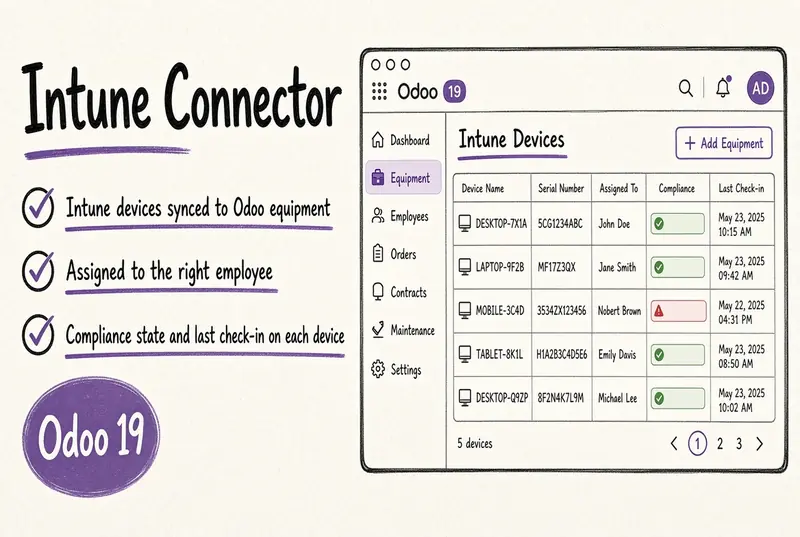 Intune Connector
Intune devices synced to Odoo equipment
Assigned to the right employee
Compliance state and last check-in on each device
Odoo 19
Odoo 19
AD
Dashboard
Equipment
Employees
Orders
Contracts
Maintenance
Settings
Intune Devices
+ Add Equipment
Device Name Serial Number Assigned To Compliance Last Check-in
DESKTOP-7X1A 5CG1234ABC John Doe May 23, 2025 10:15 AM
LAPTOP-9F2B MF17Z3QX Jane Smith May 23, 2025 09:42 AM
MOBILE-3C4D 3534ZX123456 Nobert Brown May 22, 2025 04:31 PM
TABLET-8K1L H1A2B3C4D5E6 Emily Davis May 23, 2025 08:50 AM
DESKTOP-Q9ZP 8F2N4K7L9M Michael Lee May 23, 2025 10:02 AM
5 devices
< 1 2 3 >